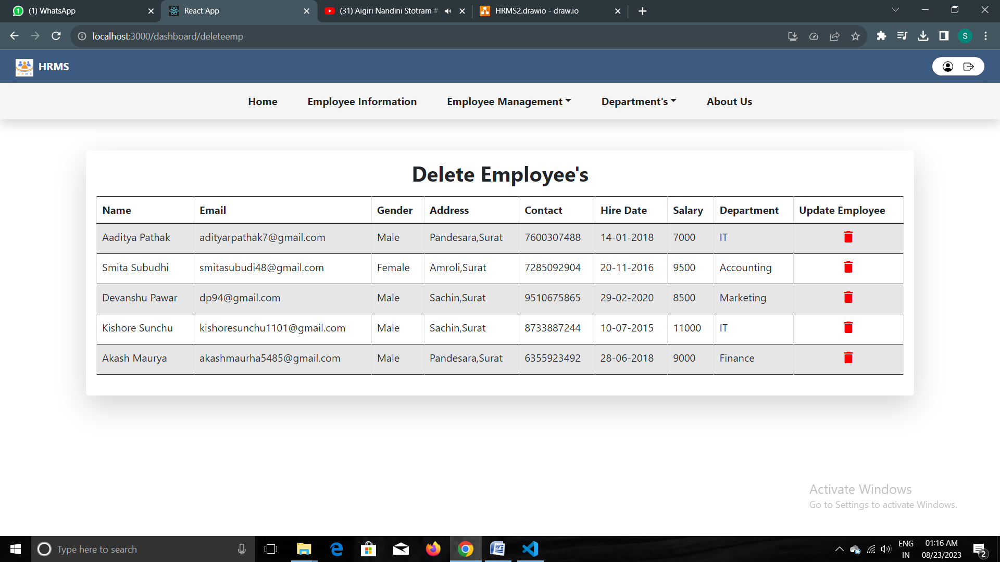 (1) WhatsApp
React App
(31) Aigiri Nandini Stotram #
HRMS2.drawio - draw.io
localhost:3000/dashboard/deleteemp
S
HRMS
HRMS
Home Employee Information Employee Management Department's About Us
Delete Employee's
Name Email Gender Address Contact Hire Date Salary Department Update Employee
Aaditya Pathak adityarpathak7@gmail.com Male Pandesara,Surat 7600307488 14-01-2018 7000 IT
Smita Subudhi smitasubudi48@gmail.com Female Amroli,Surat 7285092904 20-11-2016 9500 Accounting
Devanshu Pawar dp94@gmail.com Male Sachin,Surat 9510675865 29-02-2020 8500 Marketing
Kishore Sunchu kishoresunchu1101@gmail.com Male Sachin,Surat 8733887244 10-07-2015 11000 IT
Akash Maurya akashmaurha5485@gmail.com Male Pandesara,Surat 6355923492 28-06-2018 9000 Finance
Activate Windows
Go to Settings to activate Windows.
Type here to search
ENG
IN
01:16 AM
08/23/2023
2